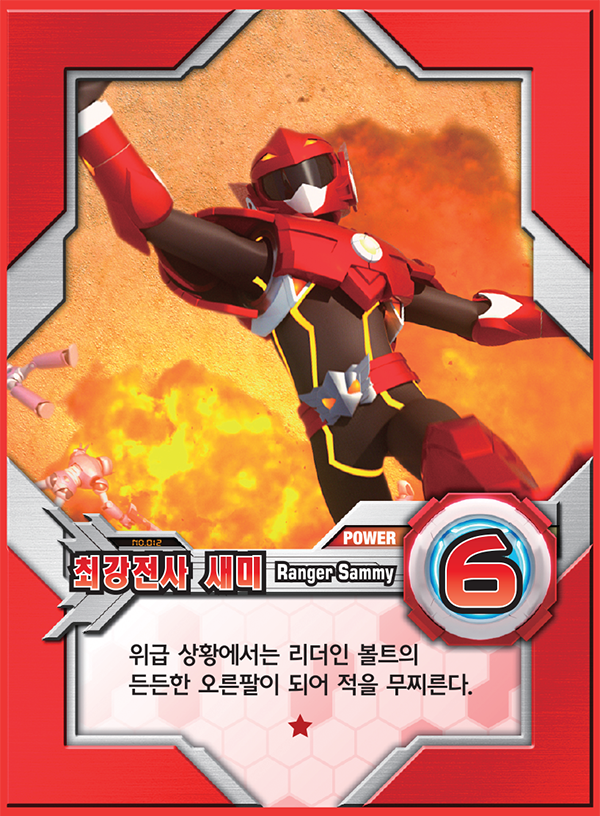 NO.012
POWER
최강전사 새미 Ranger Sammy
6
위급 상황에서는 리더인 볼트의
든든한 오른팔이 되어 적을 무찌른다.